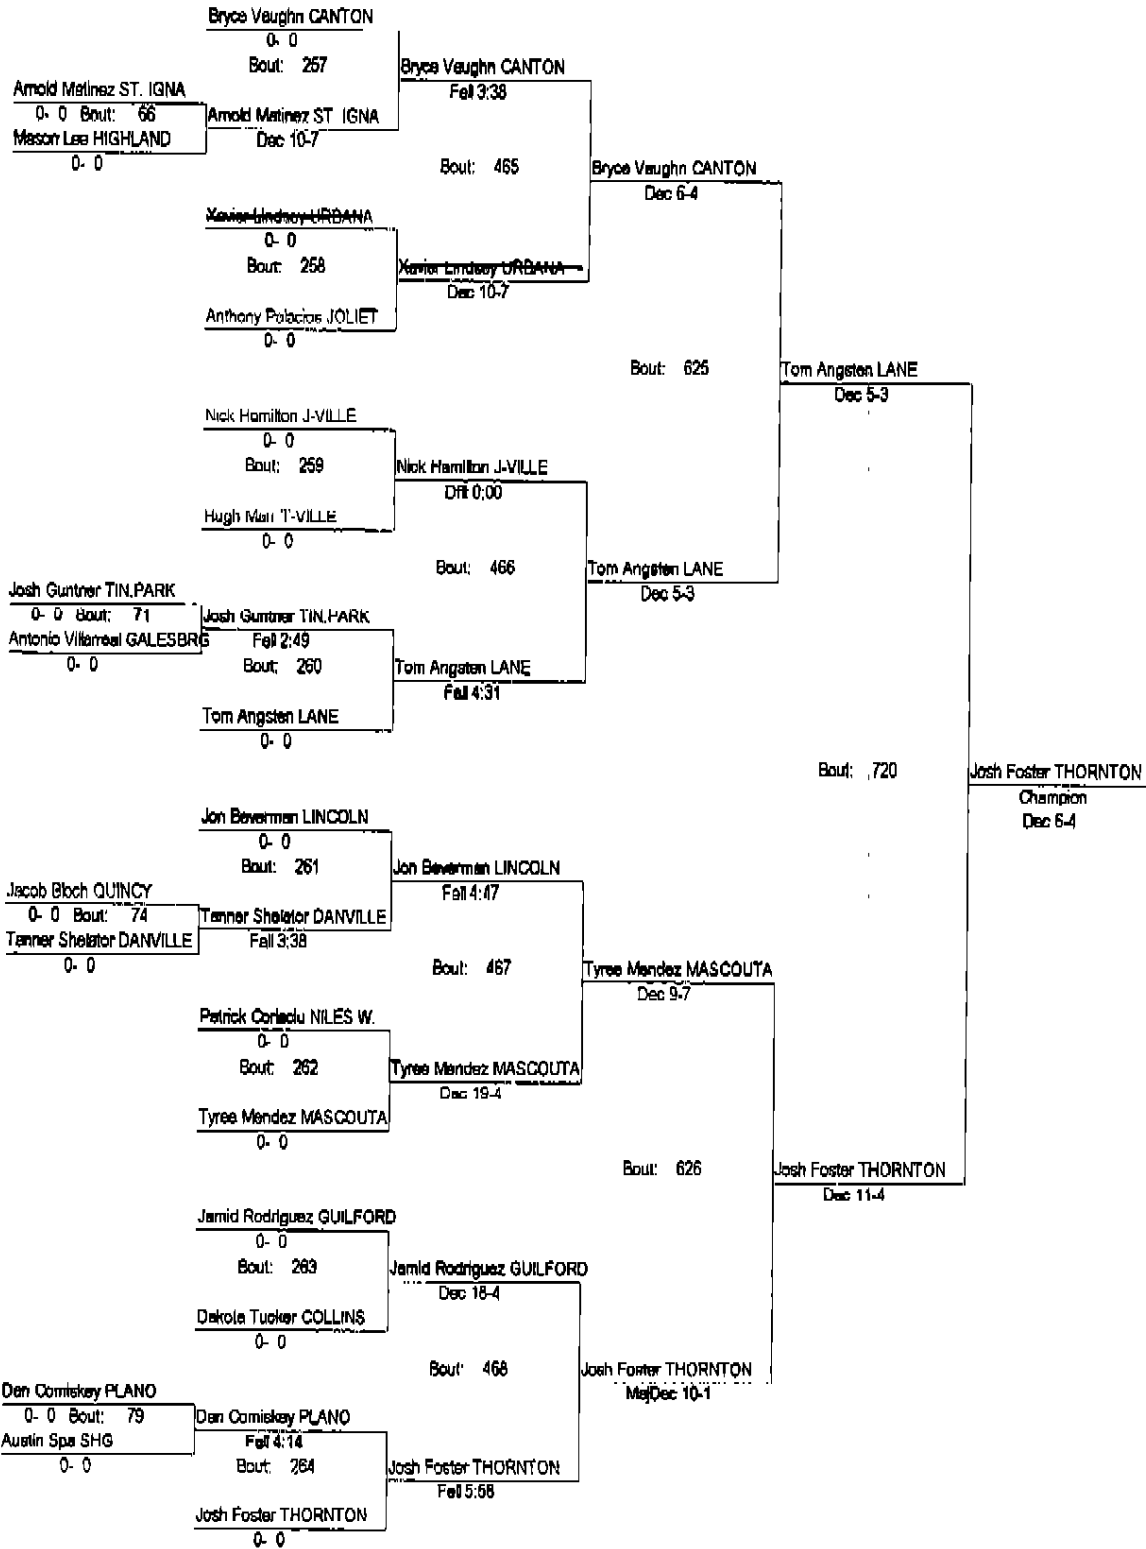 Bryce Vaughn CANTON
0- 0
Bout: 257
Bryce Vaughn CANTON
Fall 3:38
Arnold Matinez ST. IGNA
0- 0 Bout: 66
Arnold Matinez ST IGNA
Dec 10-7
Mason Lee HIGHLAND
0- 0
Bout: 465
Bryce Vaughn CANTON
Dec 6-4
Xavier Lindsey URBANA
0- 0
Bout: 258
Xavier Lindsey URBANA
Dec 10-7
Anthony Palacios JOLIET
0- 0
Bout: 625
Tom Angsten LANE
Dec 5-3
Nick Hamilton J-VILLE
0- 0
Bout: 259
Nick Hamilton J-VILLE
Dflt 0:00
Hugh Marr T-VILLE
0- 0
Bout: 466
Tom Angsten LANE
Dec 5-3
Josh Guntner TIN.PARK
0- 0 Bout: 71
Josh Guntner TIN.PARK
Fall 2:49
Antonio Villarreal GALESBRG
0- 0
Bout: 260
Tom Angsten LANE
Fall 4:31
Tom Angsten LANE
0- 0
Bout: 720
Josh Foster THORNTON
Champion
Dec 6-4
Jon Beverman LINCOLN
0- 0
Bout: 261
Jon Beverman LINCOLN
Fall 4:47
Jacob Bloch QUINCY
0- 0 Bout: 74
Tanner Shelator DANVILLE
Fall 3:38
Tanner Shelator DANVILLE
0- 0
Bout: 467
Tyree Mendez MASCOUTA
Dec 9-7
Patrick NILES W.
0- 0
Bout: 262
Tyree Mendez MASCOUTA
Dec 19-4
Tyree Mendez MASCOUTA
0- 0
Bout: 626
Josh Foster THORNTON
Dec 11-4
Jamid Rodriguez GUILFORD
0- 0
Bout: 263
Jamid Rodriguez GUILFORD
Dec 18-4
Dakota Tucker COLLINS
0- 0
Bout: 468
Josh Foster THORNTON
MajDec 10-1
Dan Comiskey PLANO
0- 0 Bout: 79
Dan Comiskey PLANO
Fall 4:14
Austin Spa SHG
0- 0
Bout: 264
Josh Foster THORNTON
Fall 5:58
Josh Foster THORNTON
0- 0